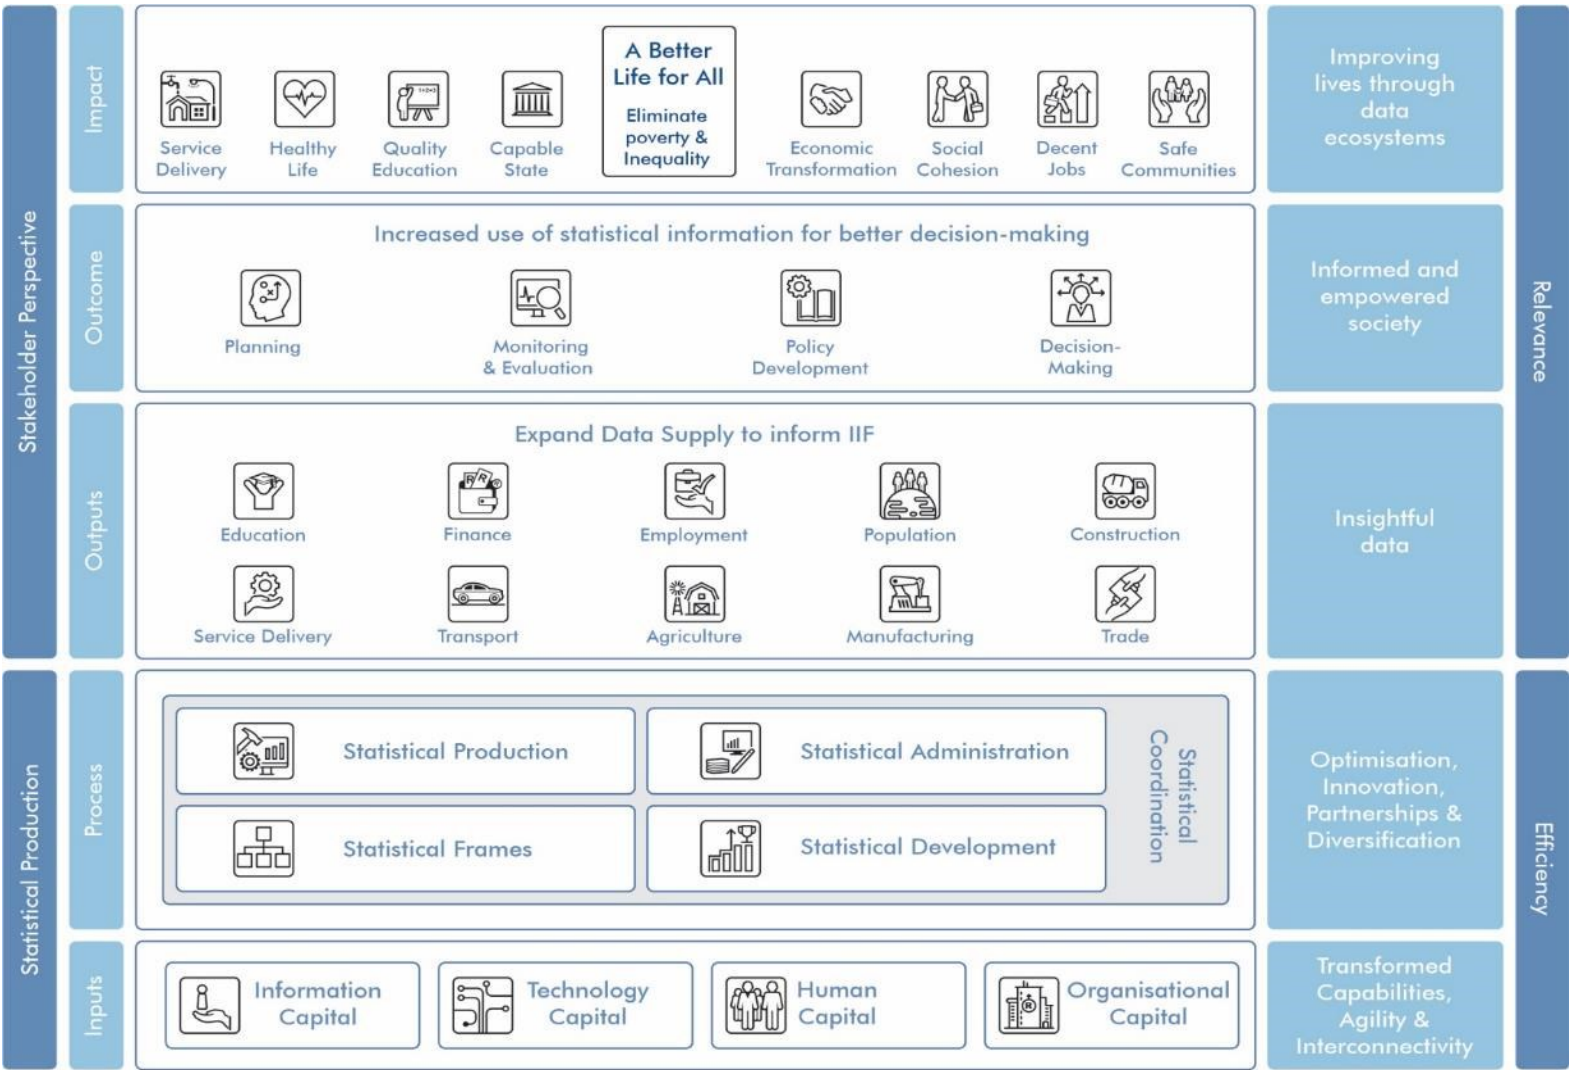 Stakeholder Perspective
Impact
Service
Delivery
Healthy
Life
Quality
Education
Capable
State
A Better
Life for All
Eliminate
poverty &
Inequality
Economic
Transformation
Social
Cohesion
Decent
Jobs
Safe
Communities
Improving
lives through
data
ecosystems
Relevance
Outcome
Increased use of statistical information for better decision-making
Planning
Monitoring
& Evaluation
Policy
Development
Decision-
Making
Informed and
empowered
society
Outputs
Expand Data Supply to inform IIF
Education
Finance
Employment
Population
Construction
Service Delivery
Transport
Agriculture
Manufacturing
Trade
Insightful
data
Statistical Production
Process
Statistical Production
Statistical Administration
Statistical Frames
Statistical Development
Statistical
Coordination
Optimisation,
Innovation,
Partnerships &
Diversification
Efficiency
Inputs
Information
Capital
Technology
Capital
Human
Capital
Organisational
Capital
Transformed
Capabilities,
Agility &
Interconnectivity